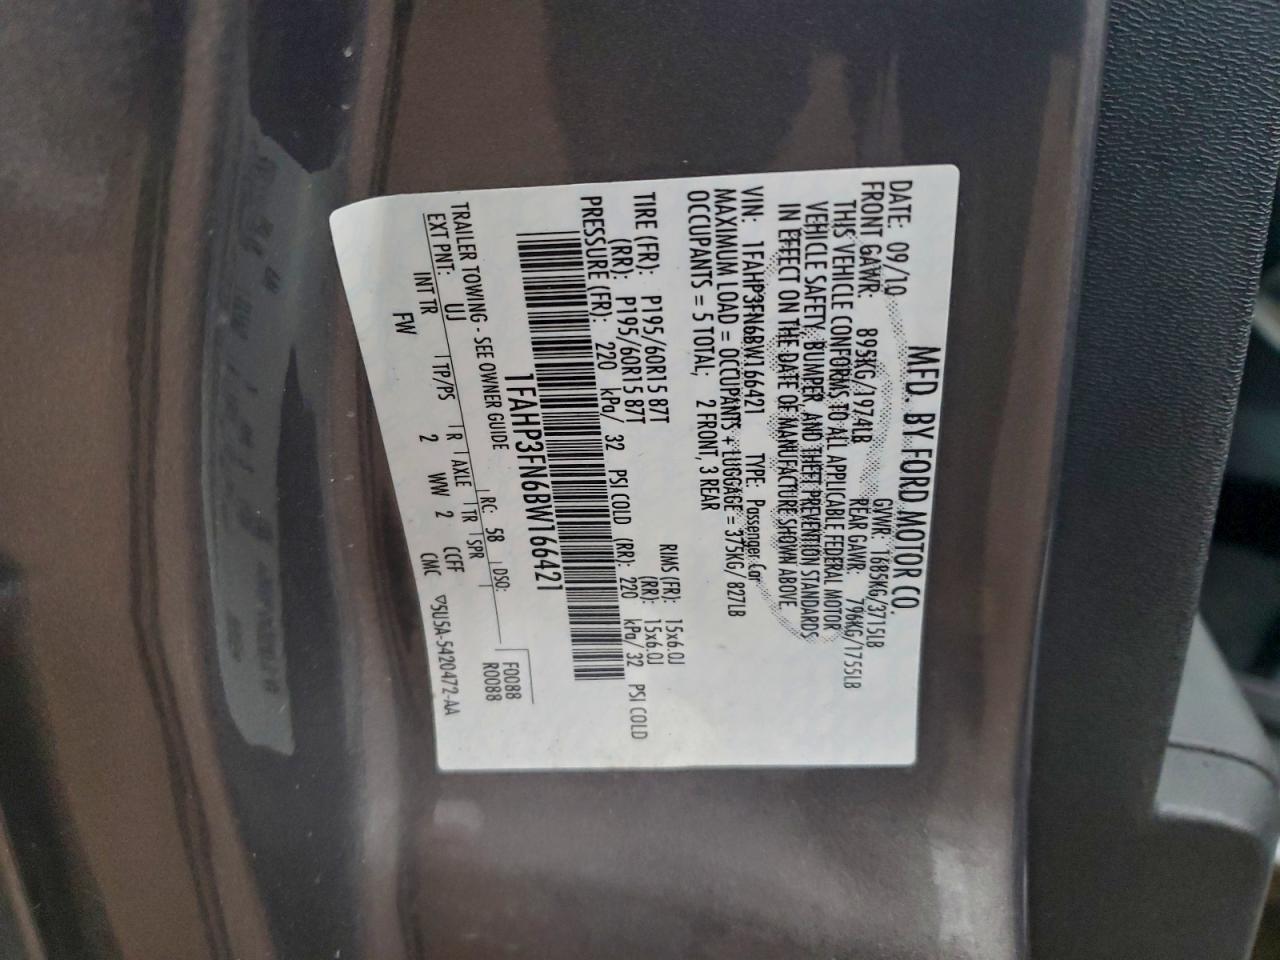 MFD. BY FORD MOTOR CO.
DATE: 09/10 GVWR: 1685KG/3715LB
FRONT GAWR: 895KG/1974LB REAR GAWR: 796KG/1755LB
THIS VEHICLE CONFORMS TO ALL APPLICABLE FEDERAL MOTOR
VEHICLE SAFETY, BUMPER, AND THEFT PREVENTION STANDARDS
IN EFFECT ON THE DATE OF MANUFACTURE SHOWN ABOVE.
VIN: 1FAHP3FN6BW166421 TYPE: Passenger Car
MAXIMUM LOAD = OCCUPANTS + LUGGAGE = 375KG/827LB
OCCUPANTS = 5 TOTAL, 2 FRONT, 3 REAR
TIRE (FR): P195/60R15 87T RIMS (FR): 15x6.0J
(RR): P195/60R15 87T (RR): 15x6.0J
PRESSURE (FR): 220 kPa/ 32 PSI COLD (RR): 220 kPa/32 PSI COLD
1FAHP3FN6BW166421
F0088
R0088
TRAILER TOWING - SEE OWNER GUIDE
EXT PNT: UJ RC: 58 DSO:
INT TR TP/PS R AXLE TR SPR
FW 2 WW 2 CCFF
CMC 5U5A-5420472-AA